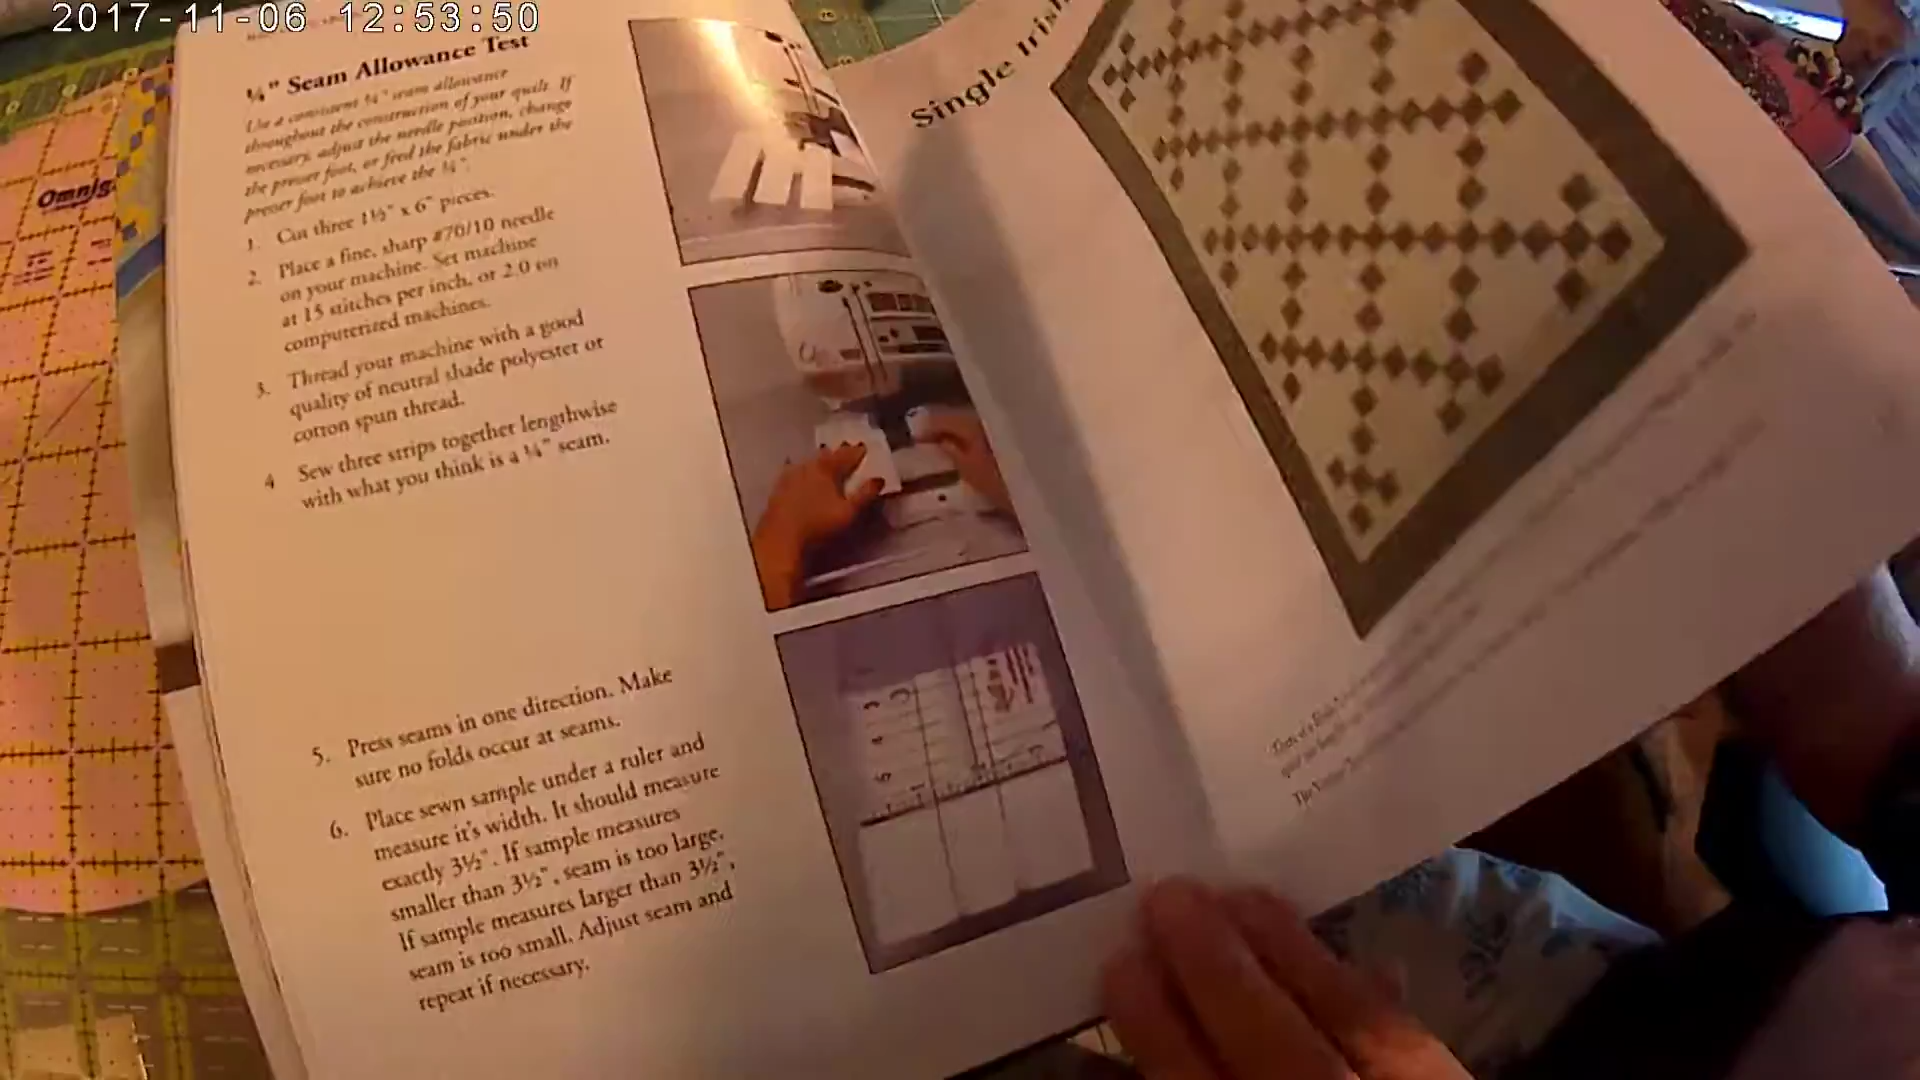 2017-11-06 12:53:50
¼" Seam Allowance Test
Use a consistent ¼" seam allowance
throughout the construction of your quilt. If
necessary, adjust the needle position, change
the presser foot, or feed the fabric under the
presser foot to achieve the ¼".
1. Cut three 1½" x 6" pieces.
2. Place a fine, sharp #70/10 needle
on your machine. Set machine
at 15 stitches per inch, or 2.0 on
computerized machines.
3. Thread your machine with a good
quality of neutral shade polyester or
cotton spun thread.
4 Sew three strips together lengthwise
with what you think is a ¼" seam.
5. Press seams in one direction. Make
sure no folds occur at seams.
6. Place sewn sample under a ruler and
measure it's width. It should measure
exactly 3½". If sample measures
smaller than 3½", seam is too large.
If sample measures larger than 3½",
seam is too small. Adjust seam and
repeat if necessary.
Single Irish
Omnig